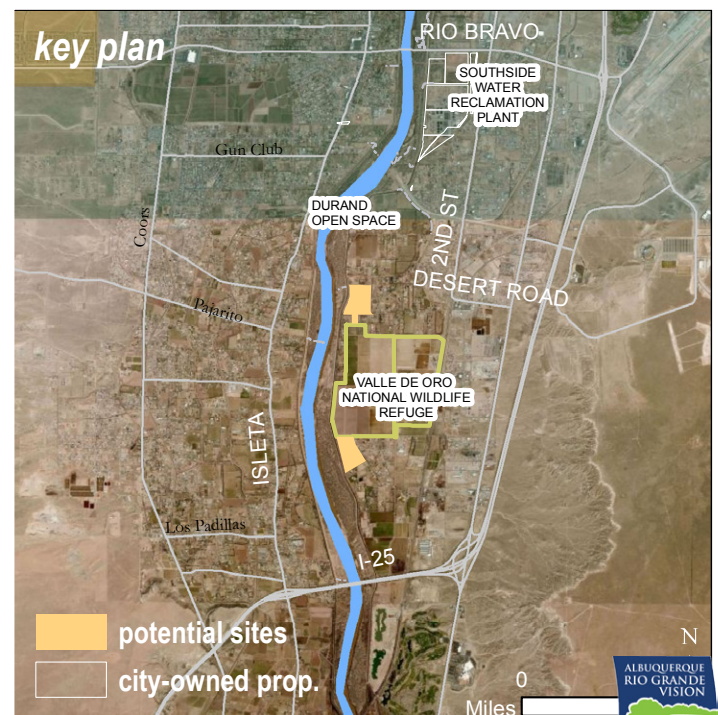 key plan
RIO BRAVO
SOUTHSIDE
WATER
RECLAMATION
PLANT
Gun Club
DURAND
OPEN SPACE
Coors
2ND ST
DESERT ROAD
Pajarito
VALLE DE ORO
NATIONAL WILDLIFE
REFUGE
ISLETA
Los Padillas
I-25
potential sites
city-owned prop.
N
0
Miles
ALBUQUERQUE
RIO GRANDE
VISION